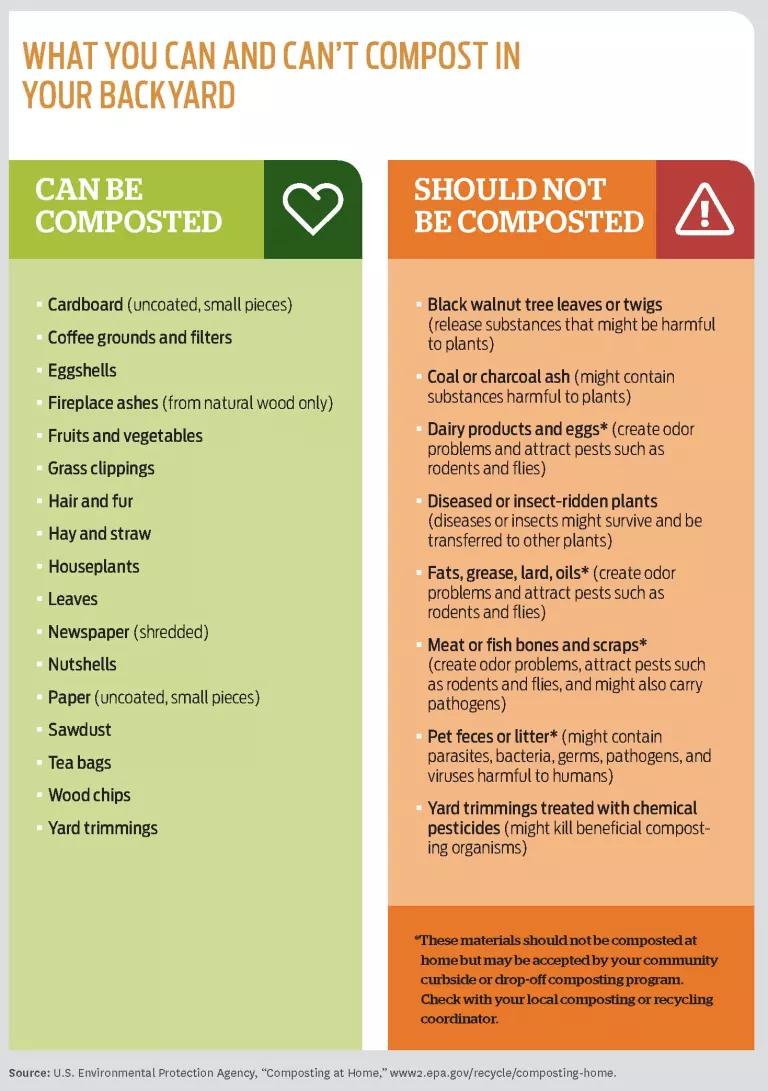 WHAT YOU CAN AND CAN'T COMPOST IN
YOUR BACKYARD
CAN BE
COMPOSTED
▪ Cardboard (uncoated, small pieces)
▪ Coffee grounds and filters
▪ Eggshells
▪ Fireplace ashes (from natural wood only)
▪ Fruits and vegetables
▪ Grass clippings
▪ Hair and fur
▪ Hay and straw
▪ Houseplants
▪ Leaves
▪ Newspaper (shredded)
▪ Nutshells
▪ Paper (uncoated, small pieces)
▪ Sawdust
▪ Tea bags
▪ Wood chips
▪ Yard trimmings
SHOULD NOT
BE COMPOSTED
▪ Black walnut tree leaves or twigs
(release substances that might be harmful
to plants)
▪ Coal or charcoal ash (might contain
substances harmful to plants)
▪ Dairy products and eggs* (create odor
problems and attract pests such as
rodents and flies)
▪ Diseased or insect-ridden plants
(diseases or insects might survive and be
transferred to other plants)
▪ Fats, grease, lard, oils* (create odor
problems and attract pests such as
rodents and flies)
▪ Meat or fish bones and scraps*
(create odor problems, attract pests such
as rodents and flies, and might also carry
pathogens)
▪ Pet feces or litter* (might contain
parasites, bacteria, germs, pathogens, and
viruses harmful to humans)
▪ Yard trimmings treated with chemical
pesticides (might kill beneficial compost-
ing organisms)
*These materials should not be composted at
home but may be accepted by your community
curbside or drop-off composting program.
Check with your local composting or recycling
coordinator.
Source: U.S. Environmental Protection Agency, "Composting at Home," www2.epa.gov/recycle/composting-home.